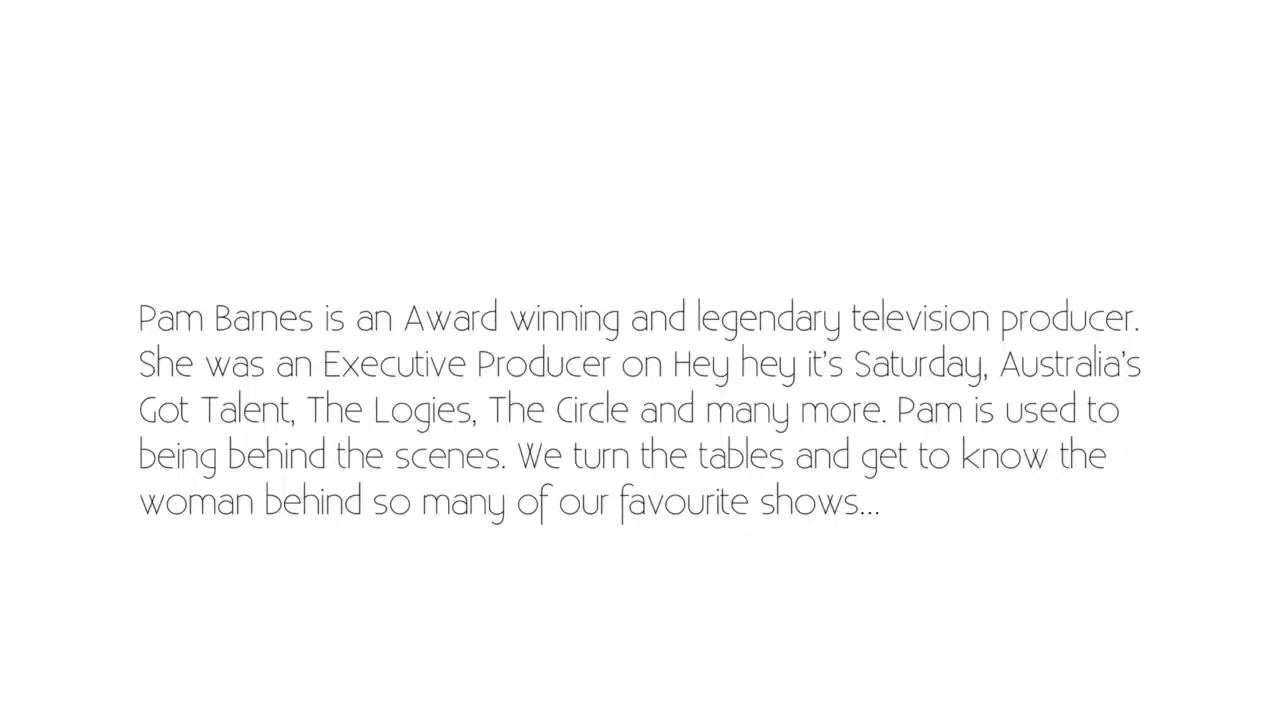 Pam Barnes is an Award winning and legendary television producer.
She was an Executive Producer on Hey hey it's Saturday, Australia's
Got Talent, The Logies, The Circle and many more. Pam is used to
being behind the scenes. We turn the tables and get to know the
woman behind so many of our favourite shows...